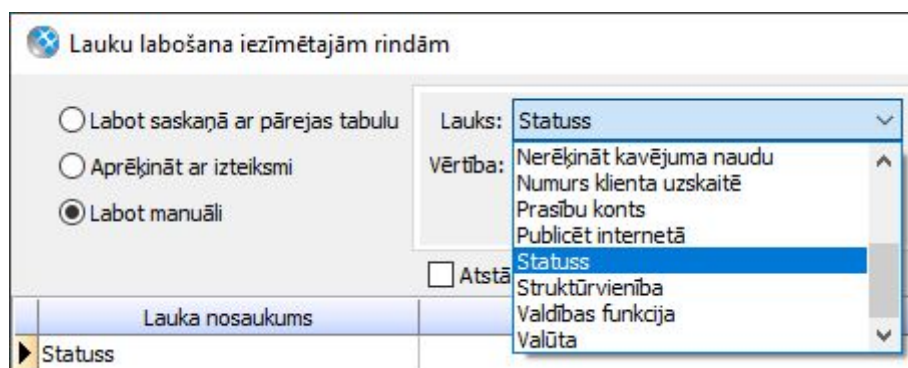 Lauku labošana iezīmētajām rindām
Labot saskaņā ar pārejas tabulu
Aprēķināt ar izteiksmi
Labot manuāli
Lauks: Statuss
Vērtība:
Nerēķināt kavējuma naudu
Numurs klienta uzskaitē
Prasību konts
Publicēt internetā
Statuss
Struktūrvienība
Valdības funkcija
Valūta
Atstā
Lauka nosaukums
Statuss